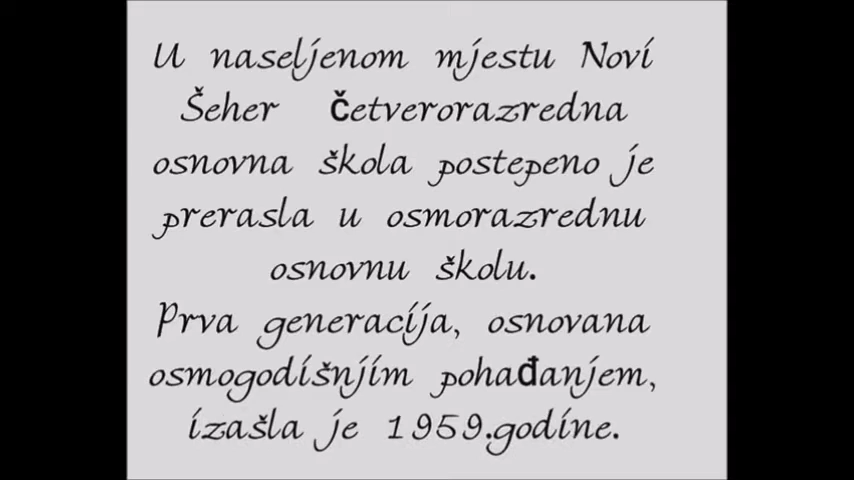 U naseljenom mjestu Novi
Šeher Četverorazredna
osnovna škola postepeno je
prerasla u osmorazrednu
osnovnu školu.
Prva generacija, osnovana
osmogodišnjim pohađanjem,
izašla je 1959.godine.